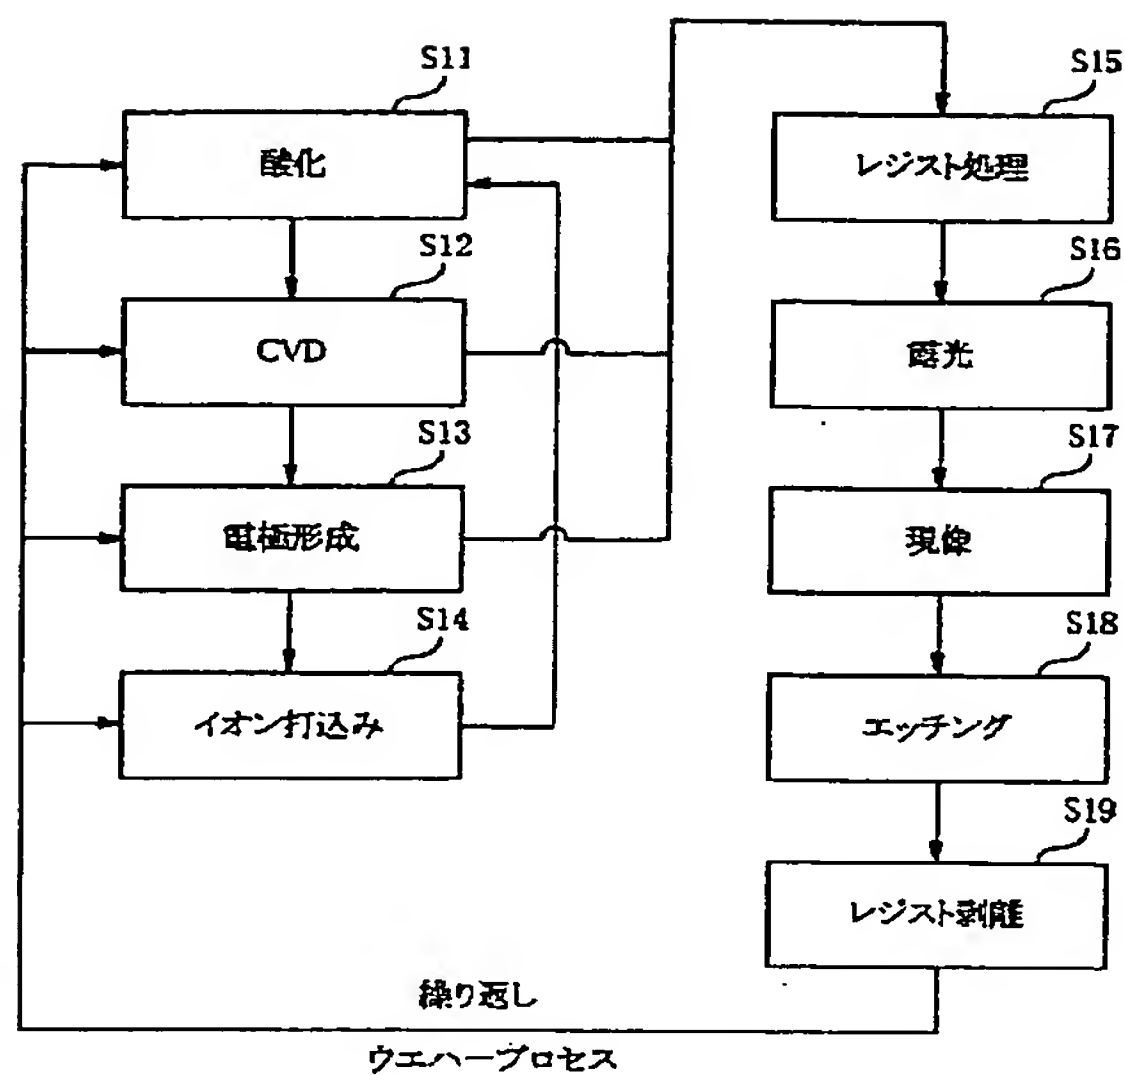 S11
酸化
S12
CVD
S13
電極形成
S14
イオン打込み
S15
レジスト処理
S16
露光
S17
現像
S18
エッチング
S19
レジスト剥離
繰り返し
ウエハープロセス